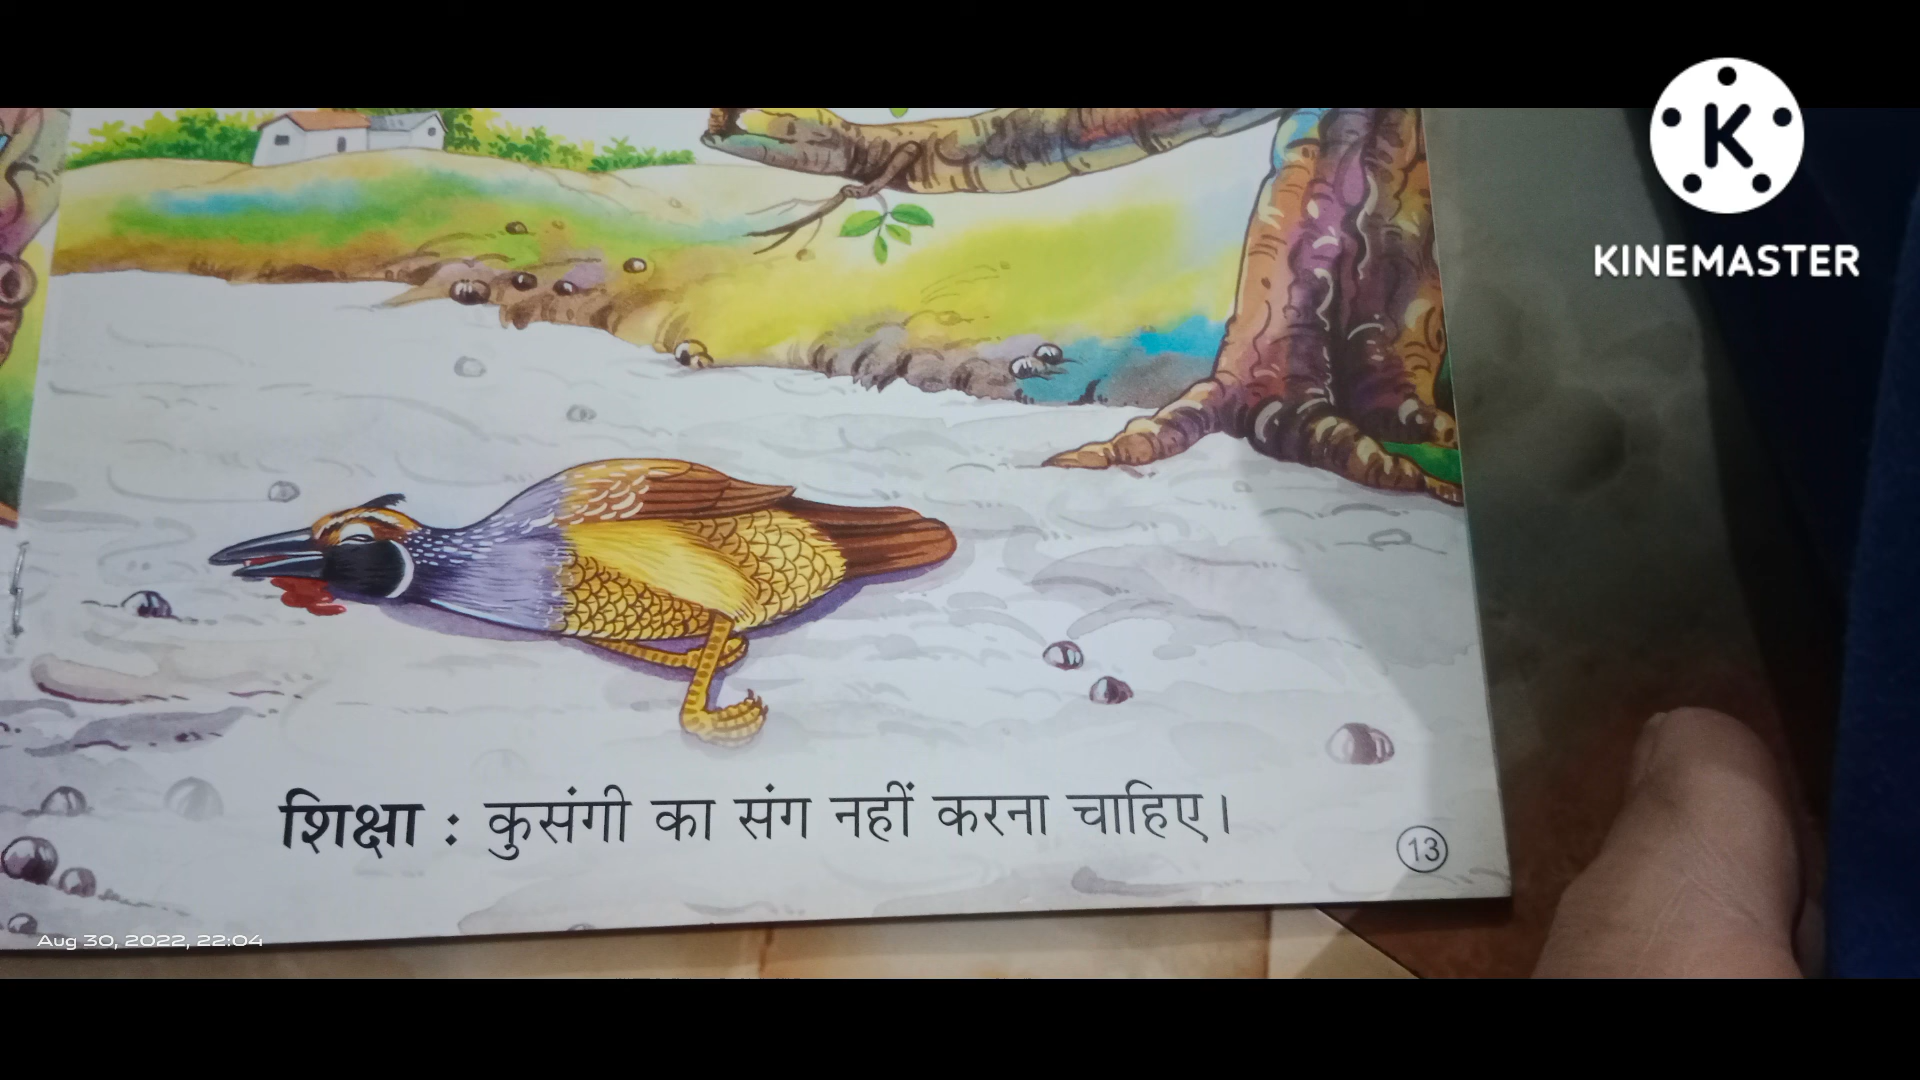 KINEMASTER
शिक्षा : कुसंगी का संग नहीं करना चाहिए।
13
Aug 30, 2022, 22:04